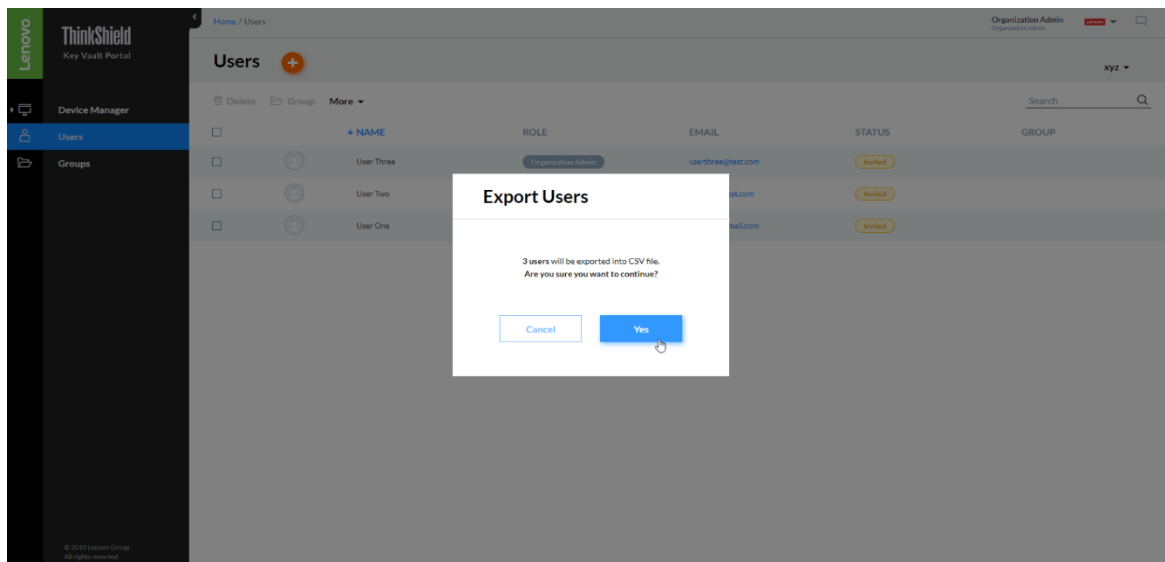 Lenovo.
ThinkShield
Key Vault Portal
Device Manager
Users
Groups
© 2019 Lenovo Group
All rights reserved
Home / Users
Organization Admin
Organization Admin
Lenovo
Users
xyz
Delete Group More
Search
NAME ROLE EMAIL STATUS GROUP
User Three Organization Admin userthree@test.com Invited
User Two Invited
User One Invited
Export Users
3 users will be exported into CSV file.
Are you sure you want to continue?
Cancel Yes